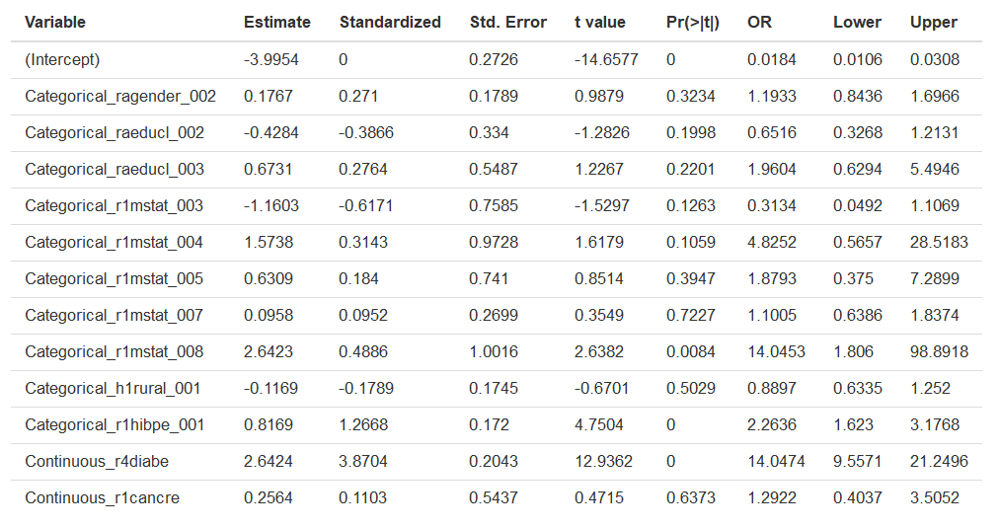 Variable Estimate Standardized Std. Error t value Pr(>|t|) OR Lower Upper
(Intercept) -3.9954 0 0.2726 -14.6577 0 0.0184 0.0106 0.0308
Categorical_ragender_002 0.1767 0.271 0.1789 0.9879 0.3234 1.1933 0.8436 1.6966
Categorical_raeducl_002 -0.4284 -0.3866 0.334 -1.2826 0.1998 0.6516 0.3268 1.2131
Categorical_raeducl_003 0.6731 0.2764 0.5487 1.2267 0.2201 1.9604 0.6294 5.4946
Categorical_r1mstat_003 -1.1603 -0.6171 0.7585 -1.5297 0.1263 0.3134 0.0492 1.1069
Categorical_r1mstat_004 1.5738 0.3143 0.9728 1.6179 0.1059 4.8252 0.5657 28.5183
Categorical_r1mstat_005 0.6309 0.184 0.741 0.8514 0.3947 1.8793 0.375 7.2899
Categorical_r1mstat_007 0.0958 0.0952 0.2699 0.3549 0.7227 1.1005 0.6386 1.8374
Categorical_r1mstat_008 2.6423 0.4886 1.0016 2.6382 0.0084 14.0453 1.806 98.8918
Categorical_h1rural_001 -0.1169 -0.1789 0.1745 -0.6701 0.5029 0.8897 0.6335 1.252
Categorical_r1hibpe_001 0.8169 1.2668 0.172 4.7504 0 2.2636 1.623 3.1768
Continuous_r4diabe 2.6424 3.8704 0.2043 12.9362 0 14.0474 9.5571 21.2496
Continuous_r1cancre 0.2564 0.1103 0.5437 0.4715 0.6373 1.2922 0.4037 3.5052